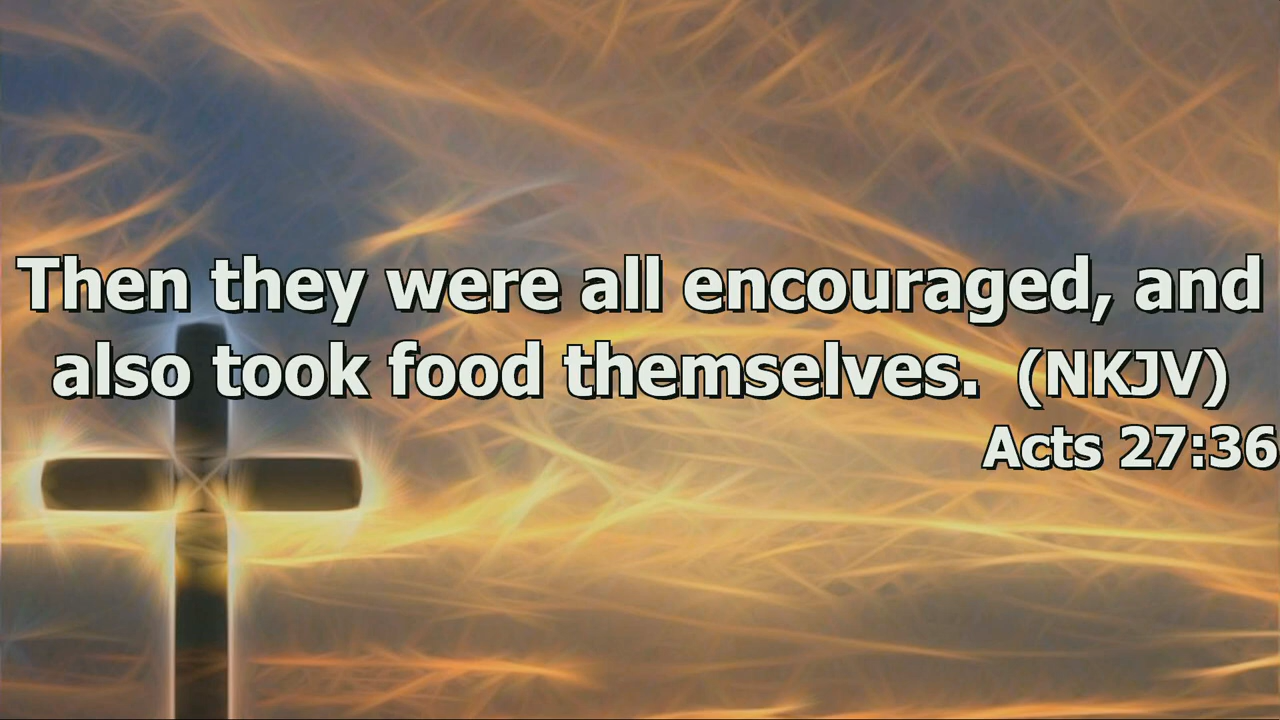 Then they were all encouraged, and
also took food themselves. (NKJV)
Acts 27:36